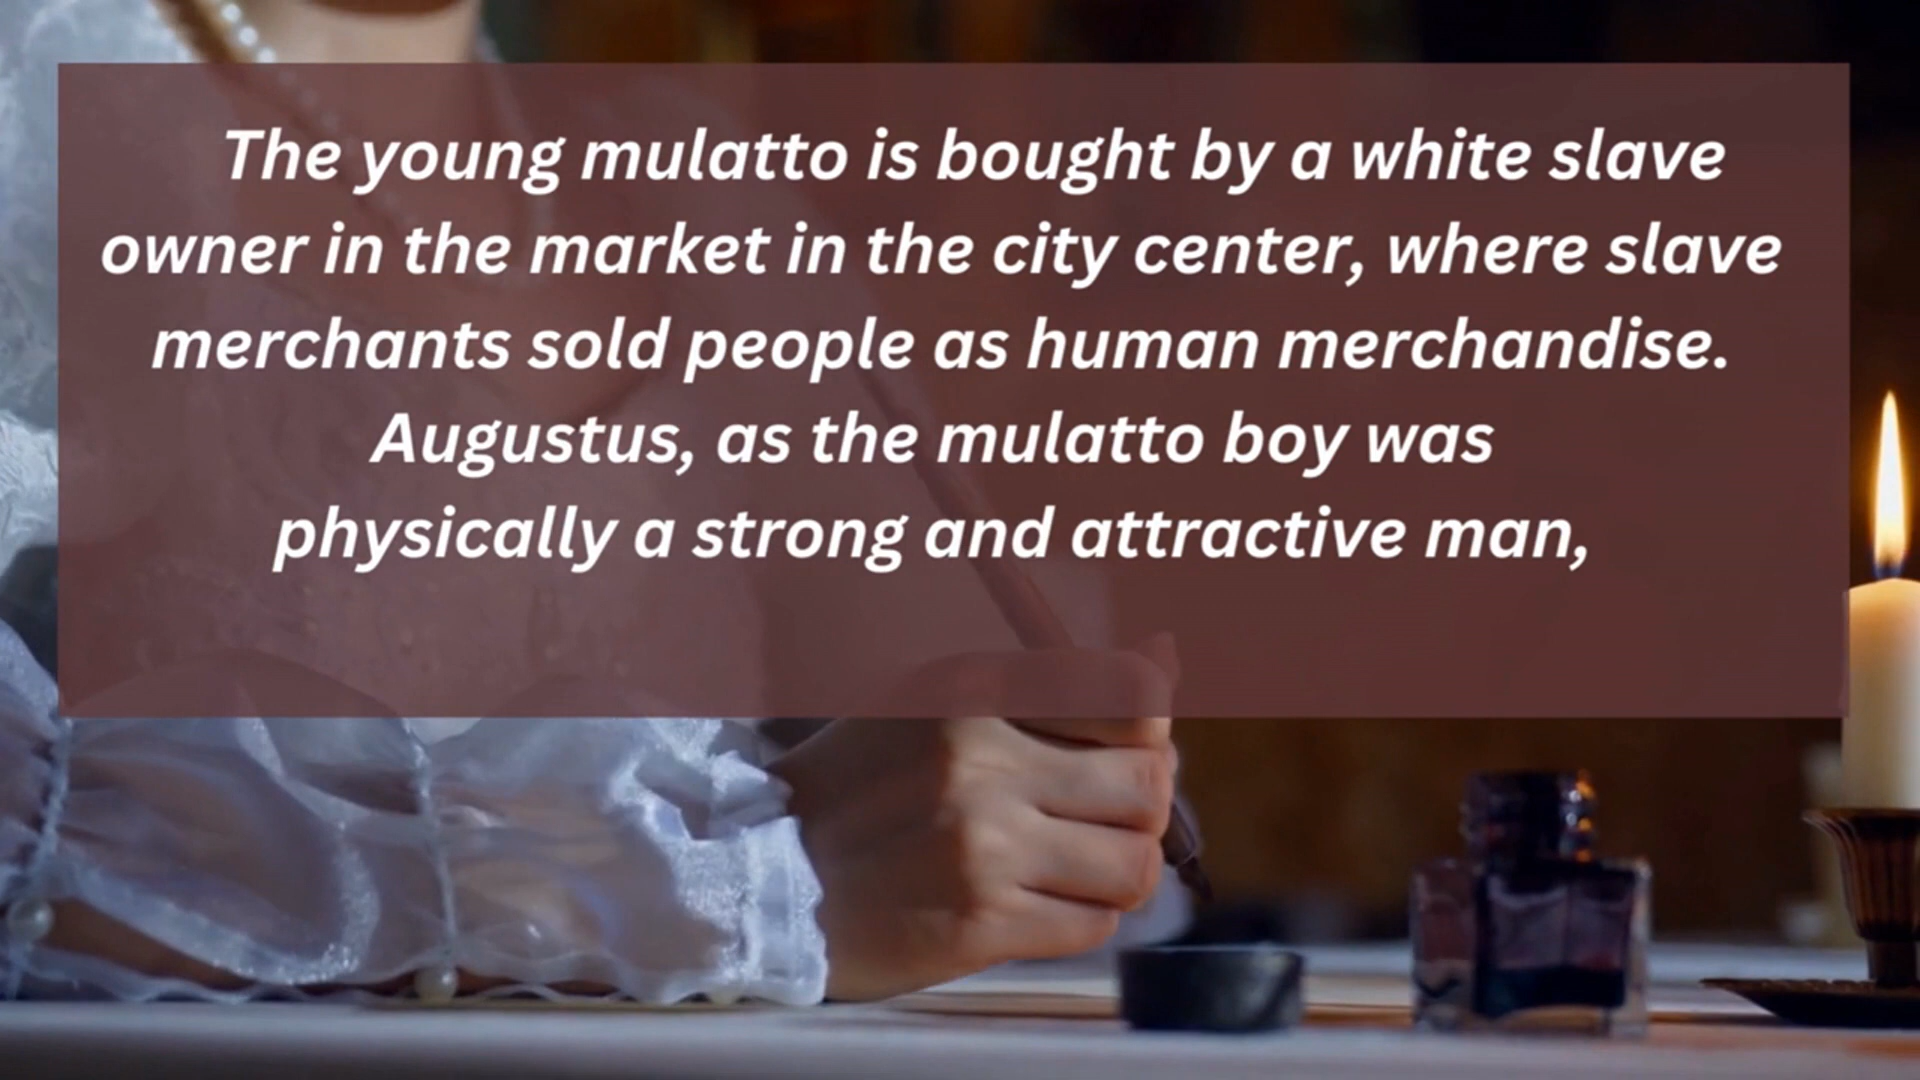 The young mulatto is bought by a white slave
owner in the market in the city center, where slave
merchants sold people as human merchandise.
Augustus, as the mulatto boy was
physically a strong and attractive man,